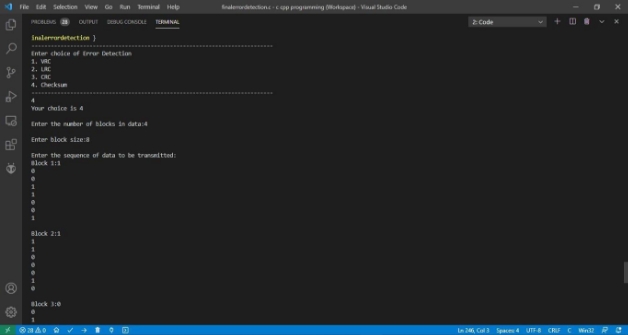 File Edit Selection View Go Run Terminal Help
finalerrordetection.c - c cpp programming (Workspace) - Visual Studio Code
PROBLEMS 28 OUTPUT DEBUG CONSOLE TERMINAL
2: Code
inalerrordetection }
--------------------------------------------------------------------------
Enter choice of Error Detection
1. VRC
2. LRC
3. CRC
4. Checksum
--------------------------------------------------------------------------
4
Your choice is 4
Enter the number of blocks in data:4
Enter block size:8
Enter the sequence of data to be transmitted:
Block 1:1
0
0
1
1
0
0
1
Block 2:1
1
1
0
0
0
1
0
Block 3:0
0
1
28 0
Ln 246, Col 3 Spaces: 4 UTF-8 CRLF C Win32